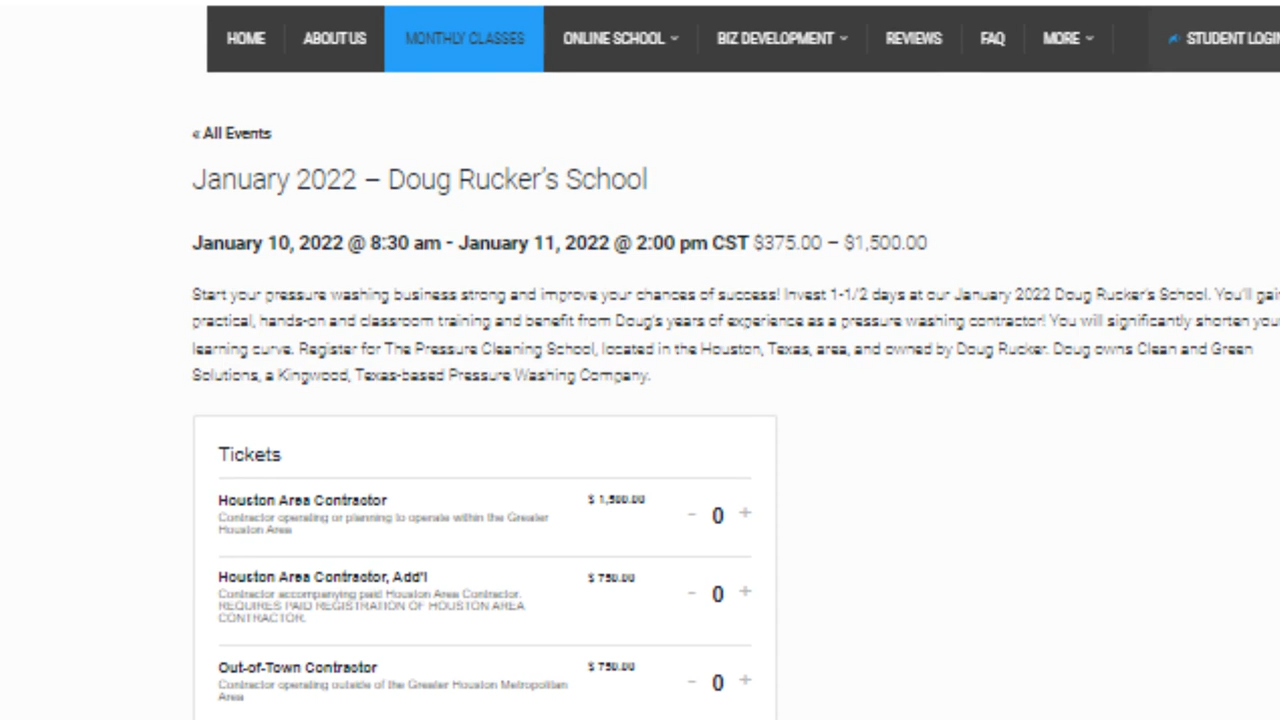 HOME ABOUT US MONTHLY CLASSES ONLINE SCHOOL BIZ DEVELOPMENT REVIEWS FAQ MORE STUDENT LOGIN
« All Events
January 2022 – Doug Rucker's School
January 10, 2022 @ 8:30 am - January 11, 2022 @ 2:00 pm CST $375.00 – $1,500.00
Start your pressure washing business strong and improve your chances of success! Invest 1-1/2 days at our January 2022 Doug Rucker's School. You'll gain
practical, hands-on and classroom training and benefit from Doug's years of experience as a pressure washing contractor! You will significantly shorten your
learning curve. Register for The Pressure Cleaning School, located in the Houston, Texas, area, and owned by Doug Rucker. Doug owns Clean and Green
Solutions, a Kingwood, Texas-based Pressure Washing Company.
Tickets
Houston Area Contractor $ 1,500.00 - 0 +
Contractor operating or planning to operate within the Greater
Houston Area
Houston Area Contractor, Add'l $ 750.00 - 0 +
Contractor accompanying paid Houston Area Contractor.
REQUIRES PAID REGISTRATION OF HOUSTON AREA
CONTRACTOR.
Out-of-Town Contractor $ 750.00 - 0 +
Contractor operating outside of the Greater Houston Metropolitan
Area